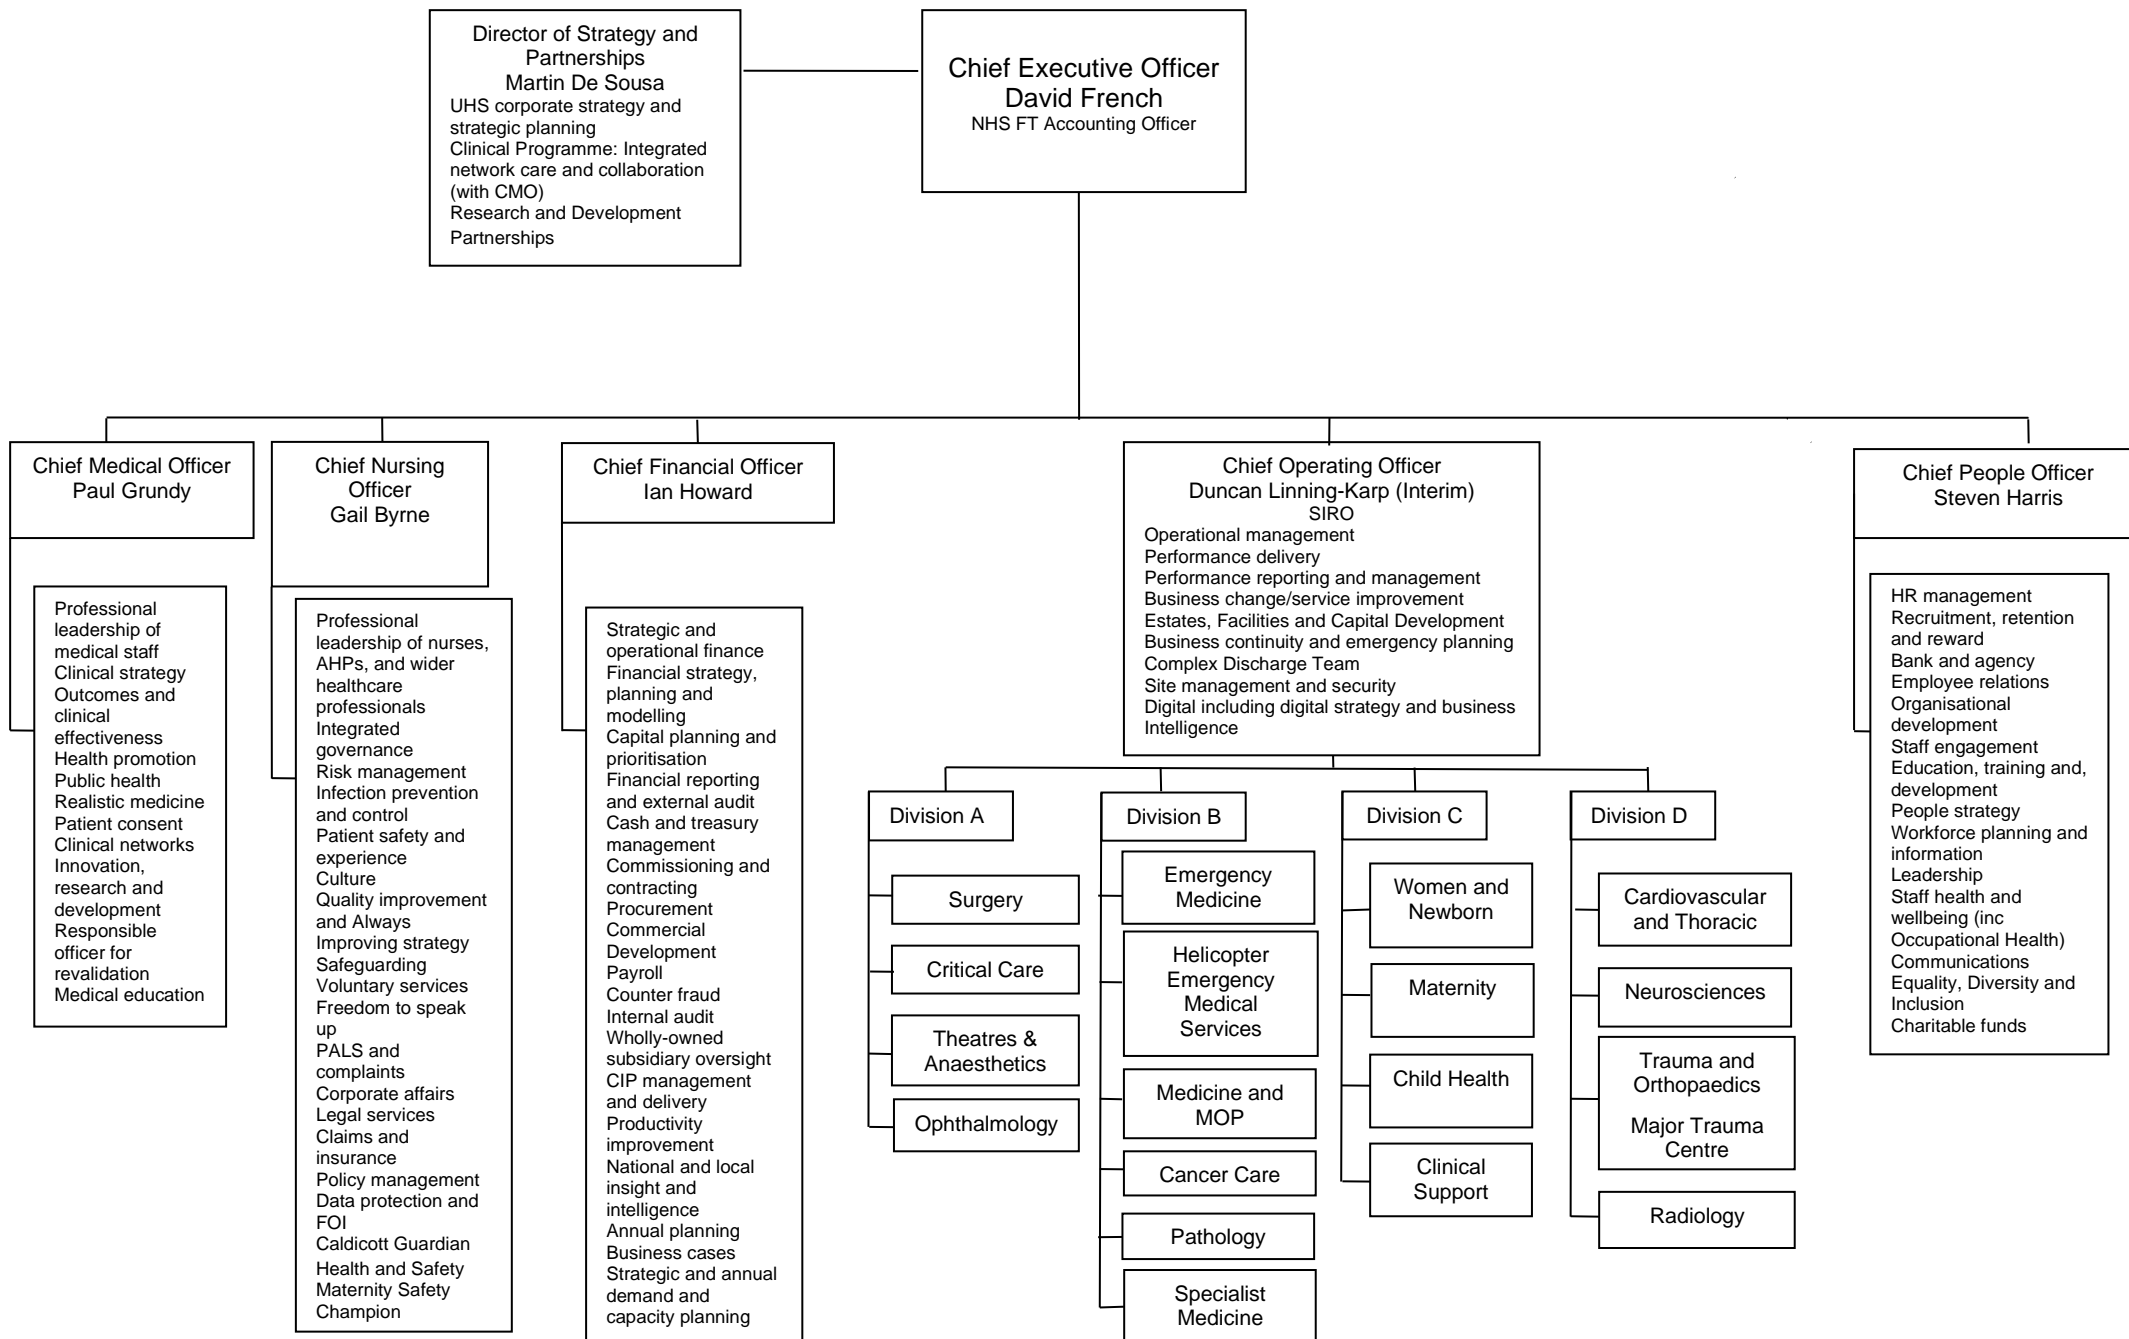 Director of Strategy and
Partnerships
Martin De Sousa
UHS corporate strategy and
strategic planning
Clinical Programme: Integrated
network care and collaboration
(with CMO)
Research and Development
Partnerships
Chief Executive Officer
David French
NHS FT Accounting Officer
Chief Medical Officer
Paul Grundy
Professional
leadership of
medical staff
Clinical strategy
Outcomes and
clinical
effectiveness
Health promotion
Public health
Realistic medicine
Patient consent
Clinical networks
Innovation,
research and
development
Responsible
officer for
revalidation
Medical education
Chief Nursing
Officer
Gail Byrne
Professional
leadership of nurses,
AHPs, and wider
healthcare
professionals
Integrated
governance
Risk management
Infection prevention
and control
Patient safety and
experience
Culture
Quality improvement
and Always
Improving strategy
Safeguarding
Voluntary services
Freedom to speak
up
PALS and
complaints
Corporate affairs
Legal services
Claims and
insurance
Policy management
Data protection and
FOI
Caldicott Guardian
Health and Safety
Maternity Safety
Champion
Chief Financial Officer
Ian Howard
Strategic and
operational finance
Financial strategy,
planning and
modelling
Capital planning and
prioritisation
Financial reporting
and external audit
Cash and treasury
management
Commissioning and
contracting
Procurement
Commercial
Development
Payroll
Counter fraud
Internal audit
Wholly-owned
subsidiary oversight
CIP management
and delivery
Productivity
improvement
National and local
insight and
intelligence
Annual planning
Business cases
Strategic and annual
demand and
capacity planning
Chief Operating Officer
Duncan Linning-Karp (Interim)
SIRO
Operational management
Performance delivery
Performance reporting and management
Business change/service improvement
Estates, Facilities and Capital Development
Business continuity and emergency planning
Complex Discharge Team
Site management and security
Digital including digital strategy and business
Intelligence
Division A
Surgery
Critical Care
Theatres &
Anaesthetics
Ophthalmology
Division B
Emergency
Medicine
Helicopter
Emergency
Medical
Services
Medicine and
MOP
Cancer Care
Pathology
Specialist
Medicine
Division C
Women and
Newborn
Maternity
Child Health
Clinical
Support
Division D
Cardiovascular
and Thoracic
Neurosciences
Trauma and
Orthopaedics
Major Trauma
Centre
Radiology
Chief People Officer
Steven Harris
HR management
Recruitment, retention
and reward
Bank and agency
Employee relations
Organisational
development
Staff engagement
Education, training and,
development
People strategy
Workforce planning and
information
Leadership
Staff health and
wellbeing (inc
Occupational Health)
Communications
Equality, Diversity and
Inclusion
Charitable funds